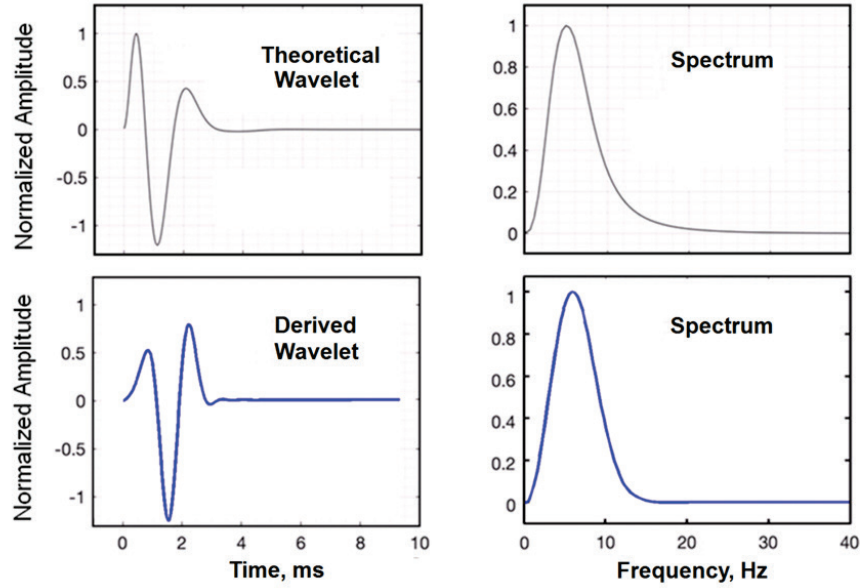 Normalized Amplitude
1
0.5
0
-0.5
-1
Theoretical
Wavelet
1
0.8
0.6
0.4
0.2
0
Spectrum
Normalized Amplitude
1
0.5
0
-0.5
-1
Derived
Wavelet
0 2 4 6 8 10
Time, ms
1
0.8
0.6
0.4
0.2
0
Spectrum
0 10 20 30 40
Frequency, Hz